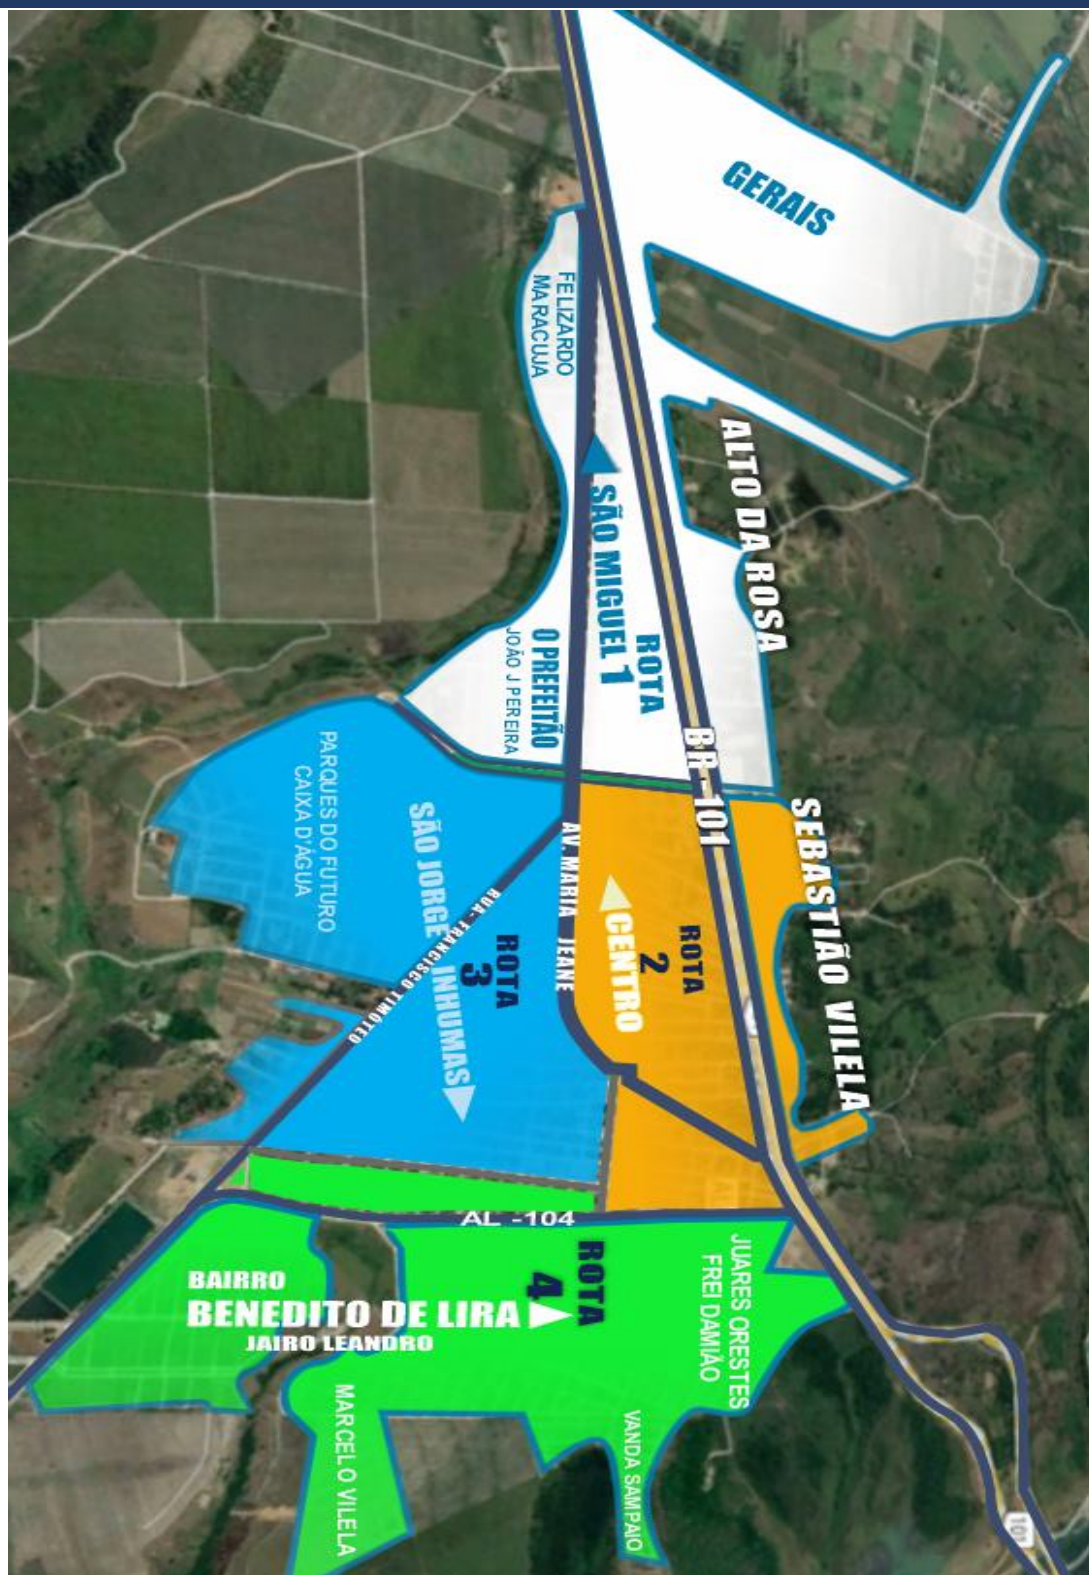 GERAIS
FELIZARDO
MARACUJA
ALTO DA ROSA
SÃO MIGUEL 1
ROTA
O PREFEITÃO
JOÃO J PEREIRA
BR - 101
SEBASTIÃO VILELA
PARQUES DO FUTURO
CAIXA D'ÁGUA
SÃO JORGE
INHUMAS
AV. MARIA JEANE
CENTRO
ROTA
2
RUA- FRANCISCO TIMÓTEO
ROTA
3
AL -104
ROTA
4
BAIRRO
BENEDITO DE LIRA
JAIRO LEANDRO
JUARES ORESTES
FREI DAMIÃO
MARCELO VILELA
VANDA SAMPAIO
101